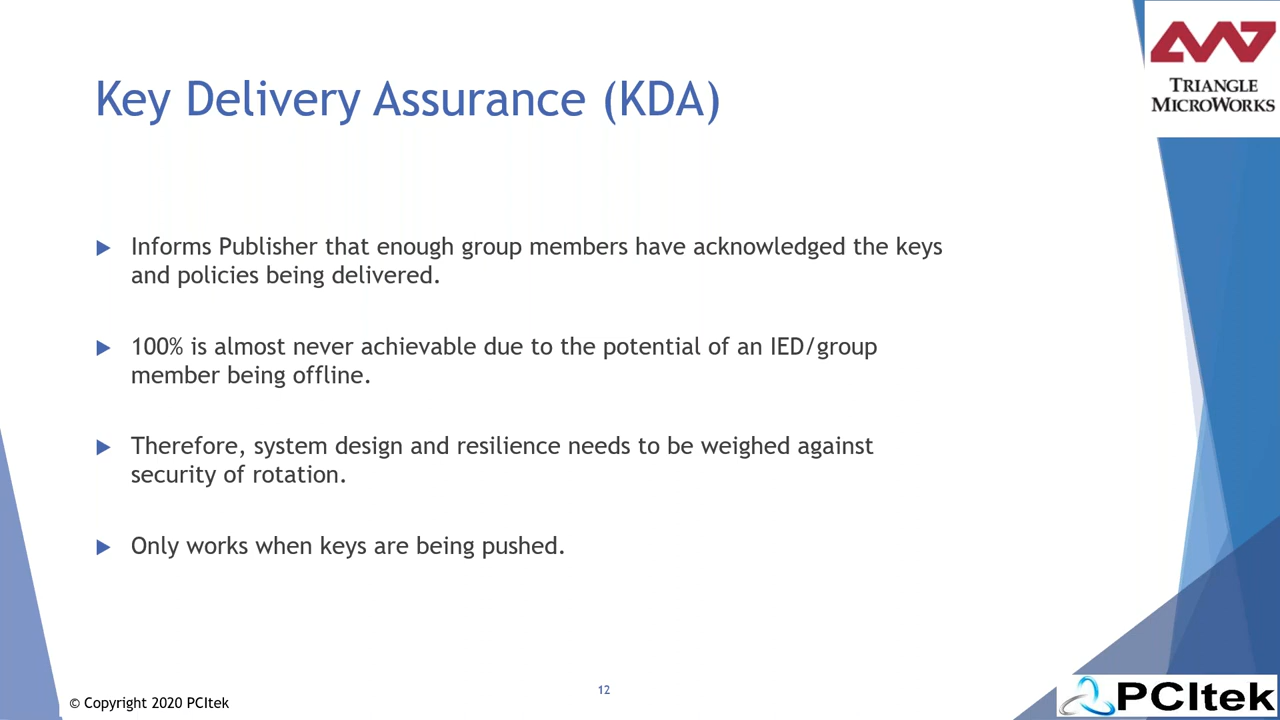 Key Delivery Assurance (KDA)
TRIANGLE
MICROWORKS
Informs Publisher that enough group members have acknowledged the keys
and policies being delivered.
100% is almost never achievable due to the potential of an IED/group
member being offline.
Therefore, system design and resilience needs to be weighed against
security of rotation.
Only works when keys are being pushed.
© Copyright 2020 PCItek
12
PCItek